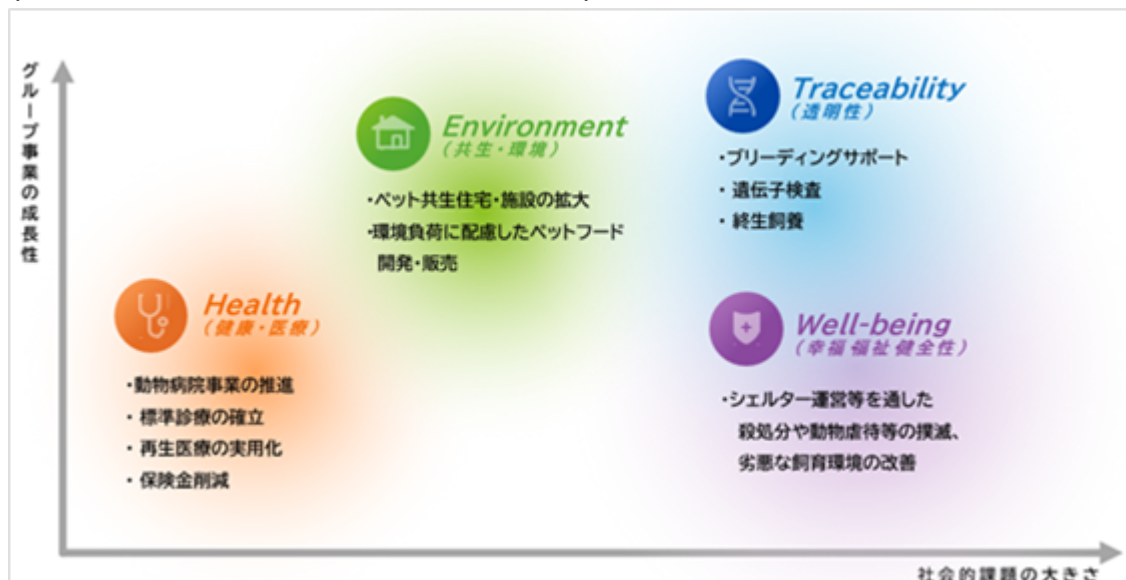 グループ事業の成長性
Environment
(共生・環境)
・ペット共生住宅・施設の拡大
・環境負荷に配慮したペットフード
開発・販売
Traceability
(透明性)
・ブリーディングサポート
・遺伝子検査
・終生飼養
Health
(健康・医療)
・動物病院事業の推進
・標準診療の確立
・再生医療の実用化
・保険金削減
Well-being
(幸福 福祉 健全性)
・シェルター運営等を通した
殺処分や動物虐待等の撲滅、
劣悪な飼育環境の改善
社会的課題の大きさ